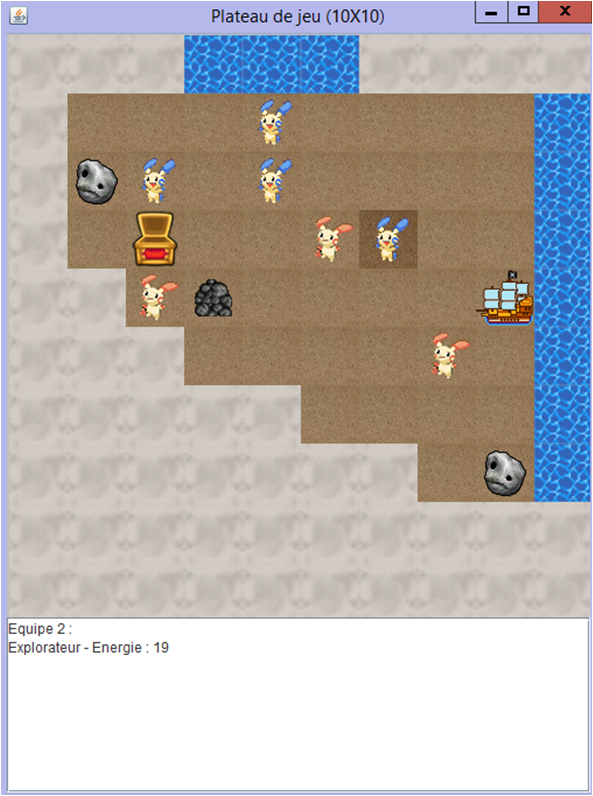 Plateau de jeu (10X10)
Equipe 2 :
Explorateur - Energie : 19